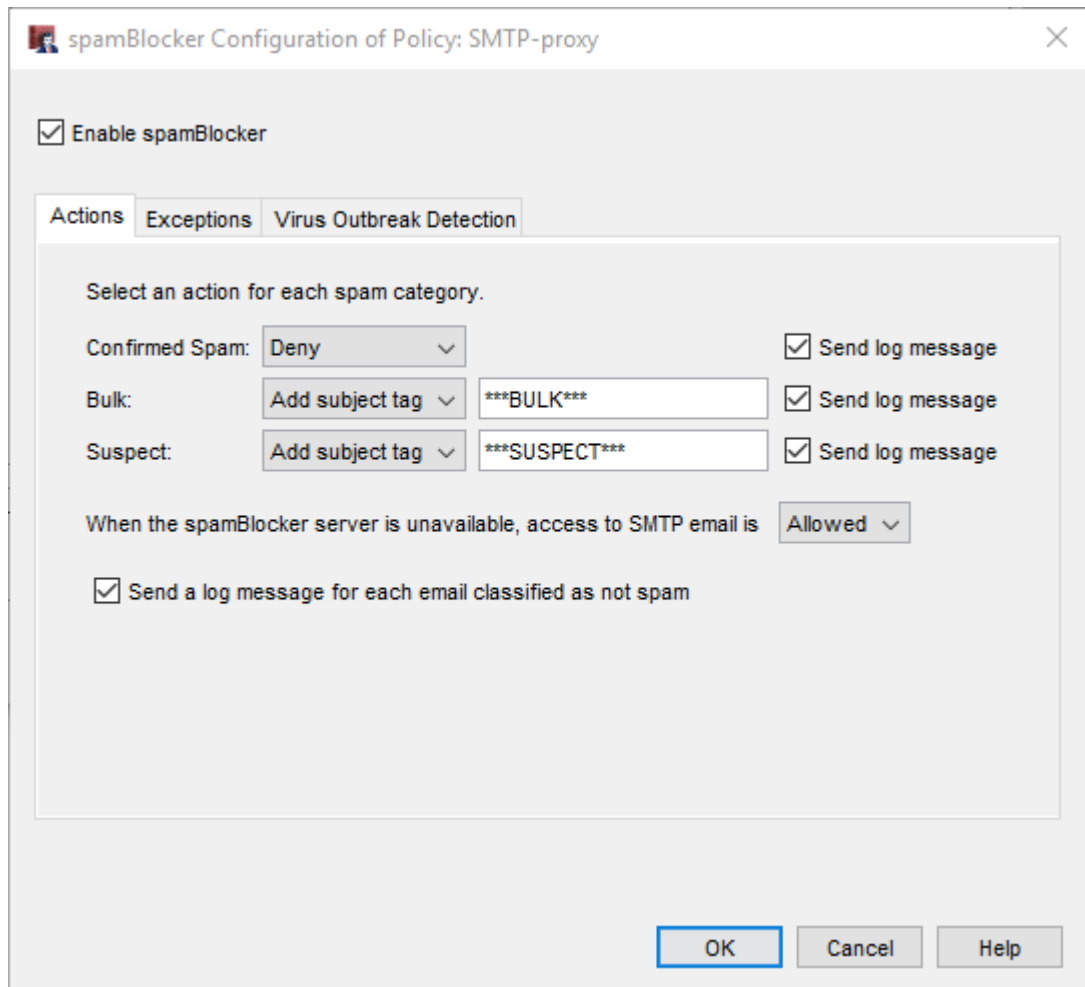 spamBlocker Configuration of Policy: SMTP-proxy
Enable spamBlocker
Actions Exceptions Virus Outbreak Detection
Select an action for each spam category.
Confirmed Spam: Deny Send log message
Bulk: Add subject tag ***BULK*** Send log message
Suspect: Add subject tag ***SUSPECT*** Send log message
When the spamBlocker server is unavailable, access to SMTP email is Allowed
Send a log message for each email classified as not spam
OK Cancel Help